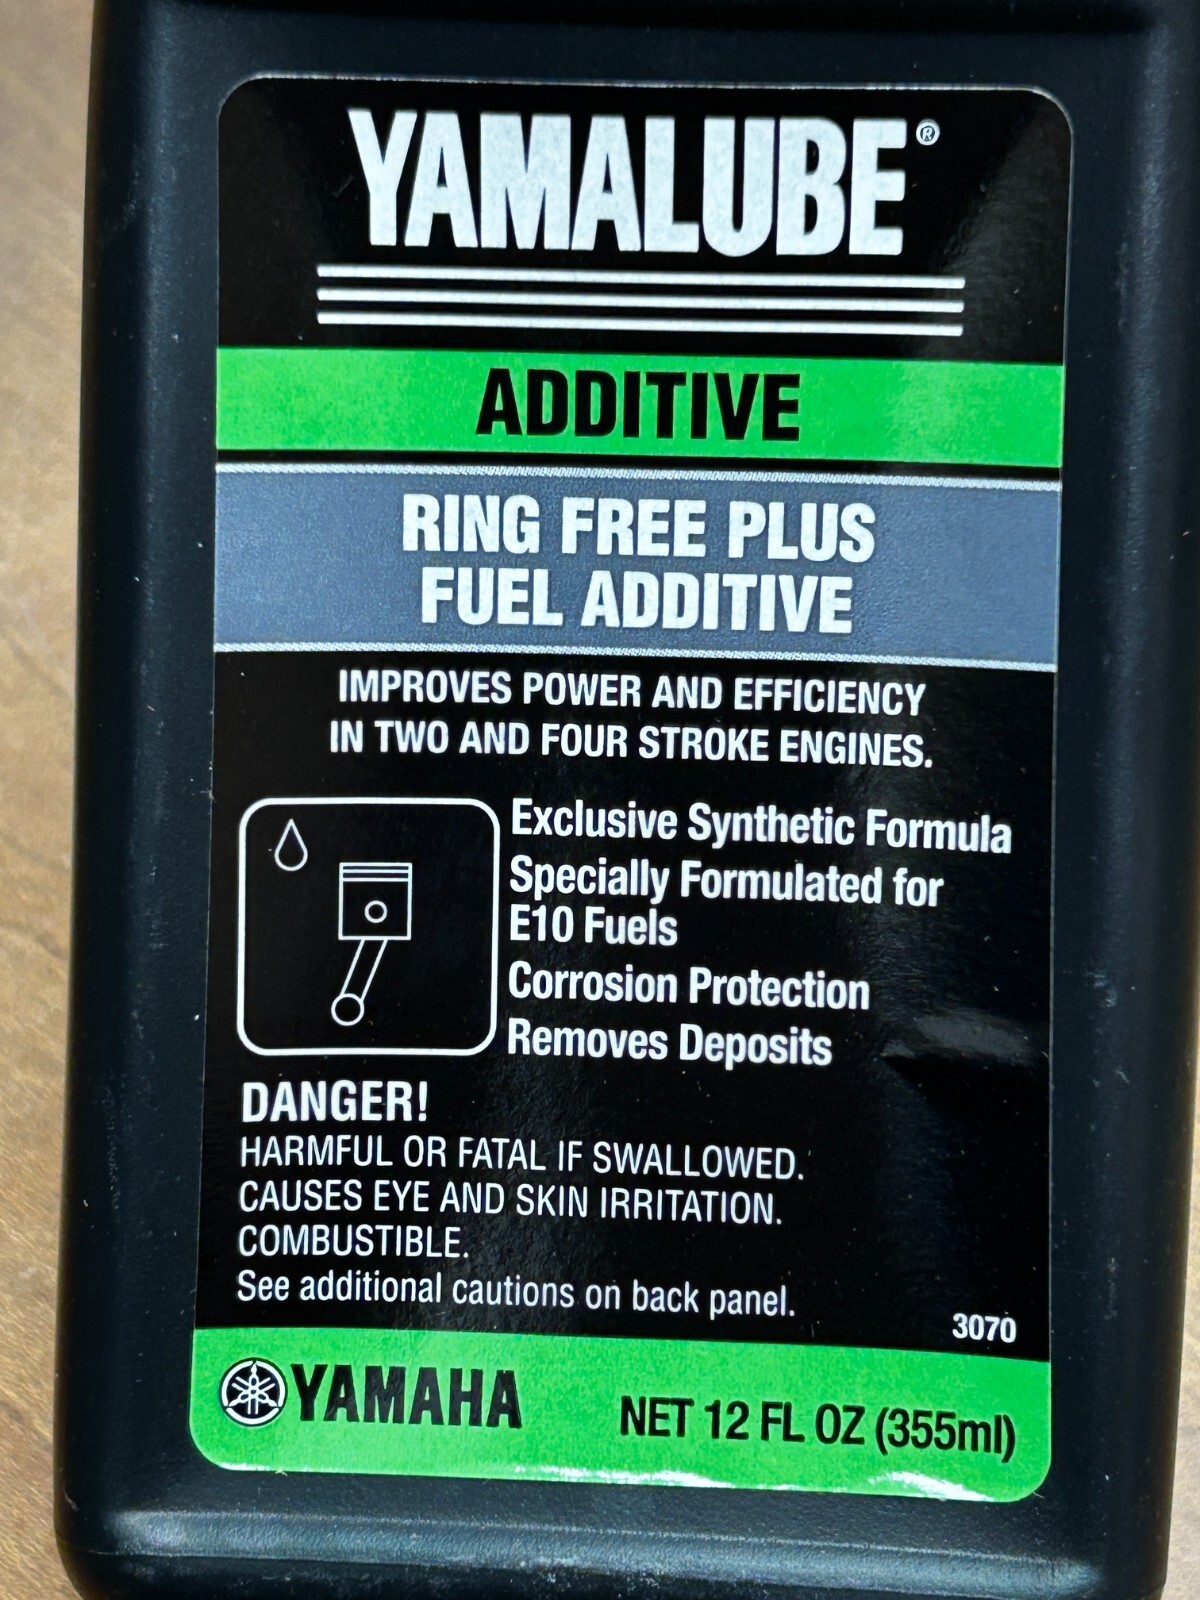 YAMALUBE®
ADDITIVE
RING FREE PLUS
FUEL ADDITIVE
IMPROVES POWER AND EFFICIENCY
IN TWO AND FOUR STROKE ENGINES.
Exclusive Synthetic Formula
Specially Formulated for
E10 Fuels
Corrosion Protection
Removes Deposits
DANGER!
HARMFUL OR FATAL IF SWALLOWED.
CAUSES EYE AND SKIN IRRITATION.
COMBUSTIBLE.
See additional cautions on back panel.
3070
YAMAHA
NET 12 FL OZ (355ml)